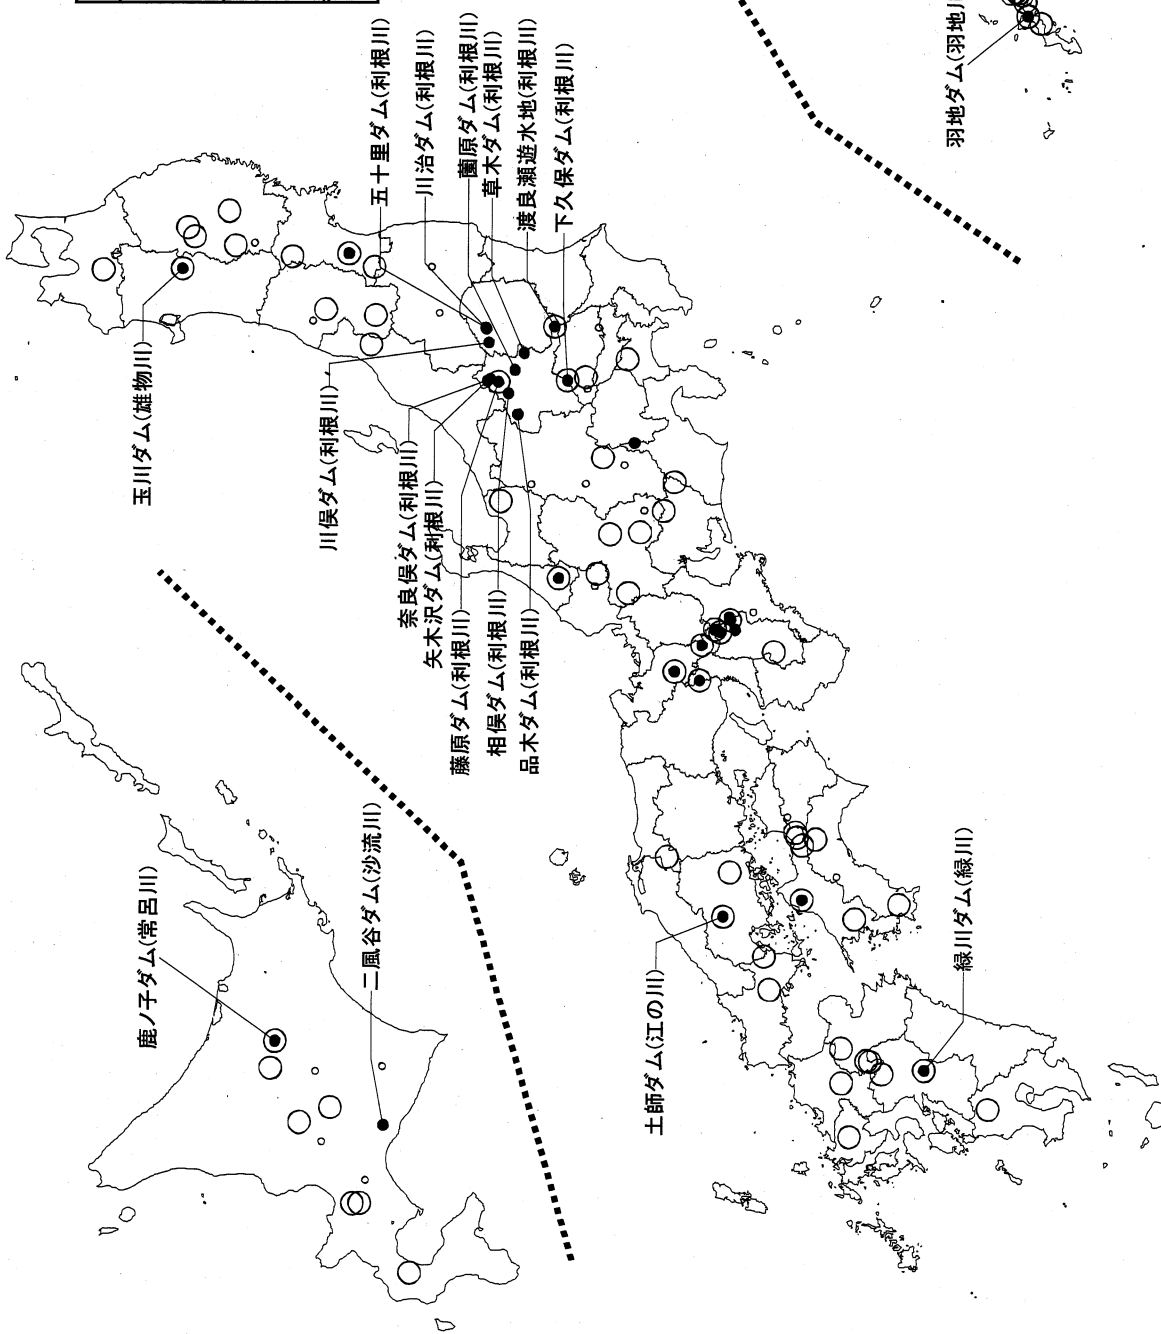 五十里ダム(利根川)
川治ダム(利根川)
薗原ダム(利根川)
草木ダム(利根川)
渡良瀬遊水地(利根川)
下久保ダム(利根川)
羽地ダム(羽地川
玉川ダム(雄物川)
川俣ダム(利根川)
奈良俣ダム(利根川)
矢木沢ダム(利根川)
藤原ダム(利根川)
相俣ダム(利根川)
品木ダム(利根川)
鹿ノ子ダム(常呂川)
二風谷ダム(沙流川)
土師ダム(江の川)
緑川ダム(緑川)